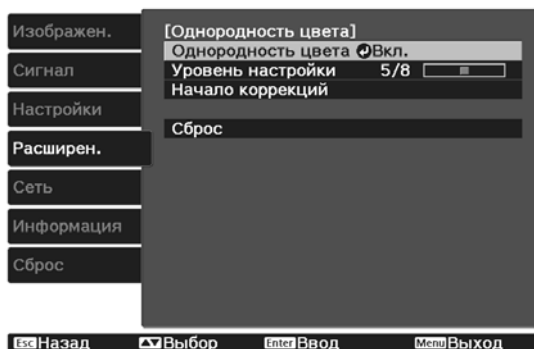 Изображен.
Сигнал
Настройки
Расширен.
Сеть
Информация
Сброс
[Однородность цвета]
Однородность цвета Вкл.
Уровень настройки 5/8
Начало коррекций
Сброс
Esc Назад Выбор Enter Ввод Menu Выход